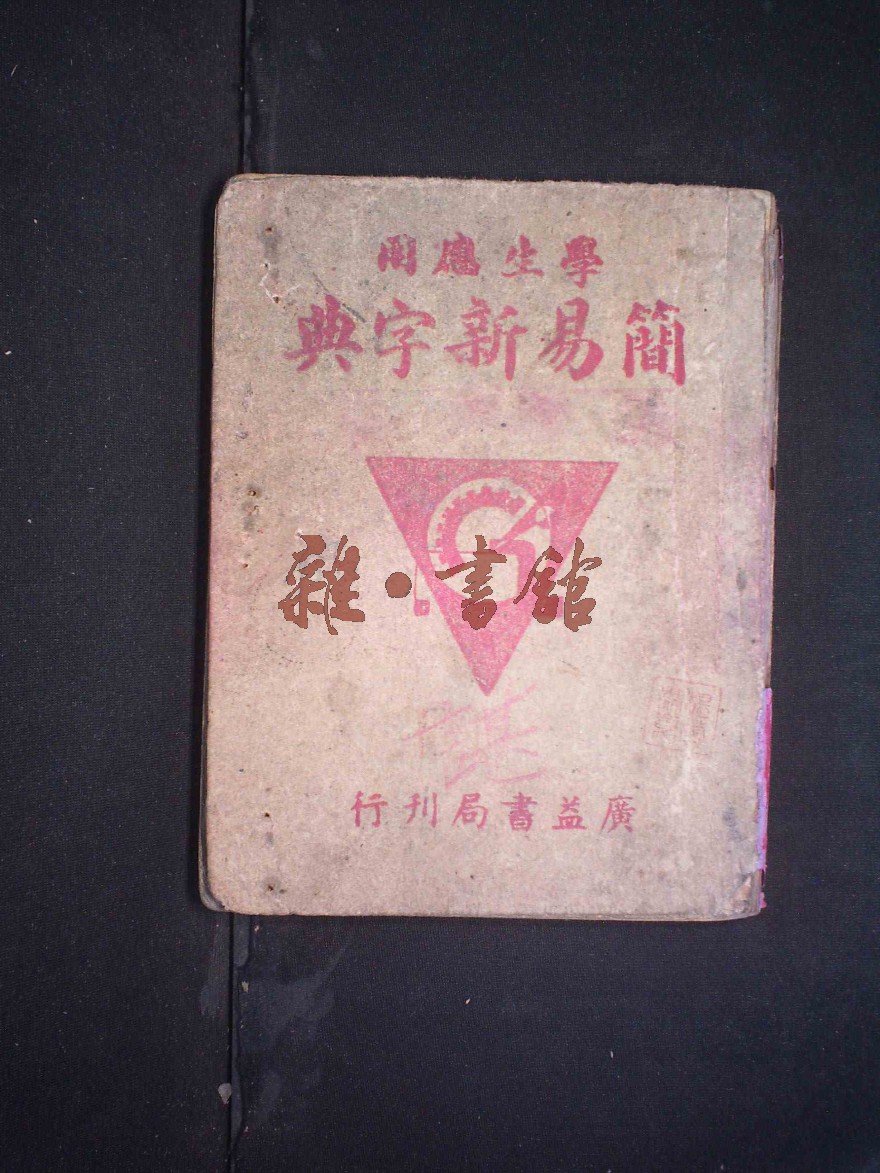 學生應用
簡易新字典
雜·書館
廣益書局刊行